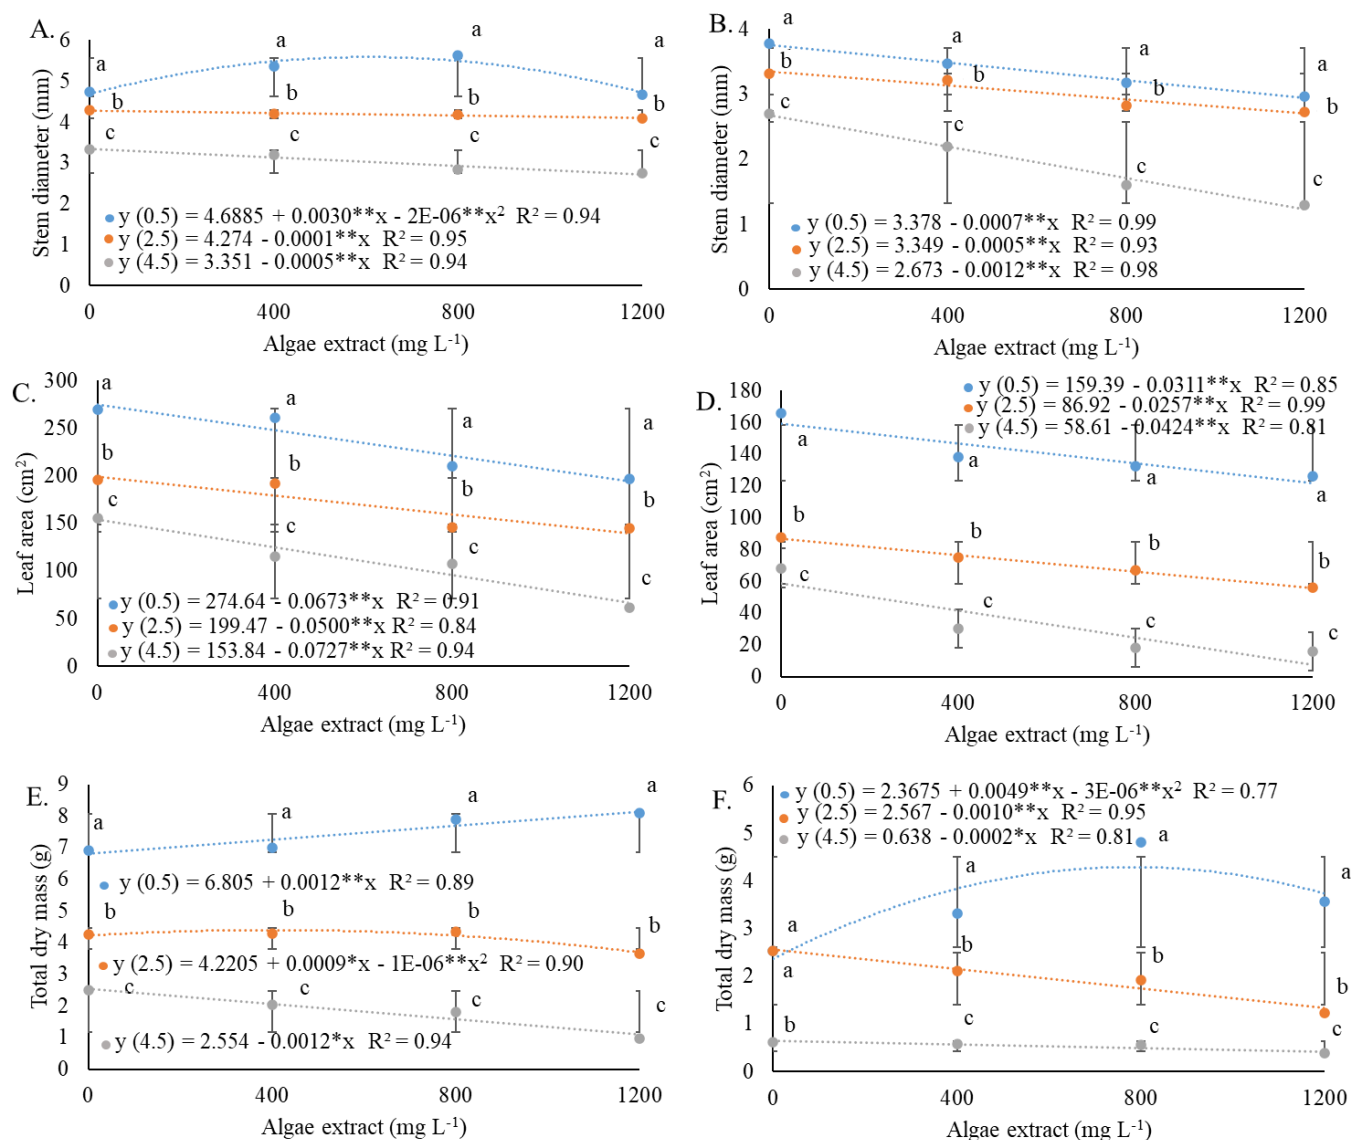 A.
6
5
4
3
2
1
0
Stem diameter (mm)
a
a
a
a
b
b
b
b
c
c
c
c
y (0.5) = 4.6885 + 0.0030**x - 2E-06**x² R² = 0.94
y (2.5) = 4.274 - 0.0001**x R² = 0.95
y (4.5) = 3.351 - 0.0005**x R² = 0.94
0 400 800 1200
Algae extract (mg L⁻¹)
B.
4
3
2
1
0
Stem diameter (mm)
a
a
a
a
b
b
b
b
c
c
c
c
y (0.5) = 3.378 - 0.0007**x R² = 0.99
y (2.5) = 3.349 - 0.0005**x R² = 0.93
y (4.5) = 2.673 - 0.0012**x R² = 0.98
0 400 800 1200
Algae extract (mg L⁻¹)
C.
300
250
200
150
100
50
0
Leaf area (cm²)
a
a
a
a
b
b
b
b
c
c
c
c
y (0.5) = 274.64 - 0.0673**x R² = 0.91
y (2.5) = 199.47 - 0.0500**x R² = 0.84
y (4.5) = 153.84 - 0.0727**x R² = 0.94
0 400 800 1200
Algae extract (mg L⁻¹)
D.
y (0.5) = 159.39 - 0.0311**x R² = 0.85
y (2.5) = 86.92 - 0.0257**x R² = 0.99
y (4.5) = 58.61 - 0.0424**x R² = 0.81
180
160
140
120
100
80
60
40
20
0
Leaf area (cm²)
a
a
a
a
b
b
b
b
c
c
c
c
0 400 800 1200
Algae extract (mg L⁻¹)
E.
9
8
7
6
5
4
3
2
1
0
Total dry mass (g)
a
a
a
a
y (0.5) = 6.805 + 0.0012**x R² = 0.89
b
b
b
b
y (2.5) = 4.2205 + 0.0009*x - 1E-06**x² R² = 0.90
c
c
c
c
y (4.5) = 2.554 - 0.0012*x R² = 0.94
0 400 800 1200
Algae extract (mg L⁻¹)
F.
y (0.5) = 2.3675 + 0.0049**x - 3E-06**x² R² = 0.77
y (2.5) = 2.567 - 0.0010**x R² = 0.95
y (4.5) = 0.638 - 0.0002*x R² = 0.81
6
5
4
3
2
1
0
Total dry mass (g)
a
a
a
a
a
b
b
b
b
c
c
c
0 400 800 1200
Algae extract (mg L⁻¹)